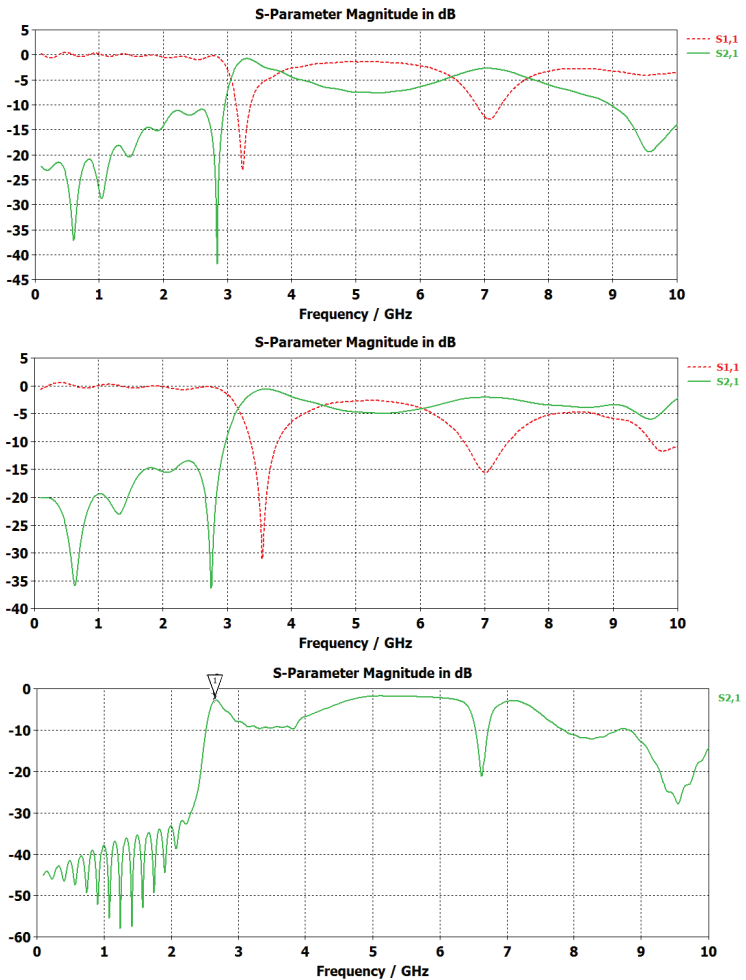 S-Parameter Magnitude in dB
5
0
-5
-10
-15
-20
-25
-30
-35
-40
-45
0 1 2 3 4 5 6 7 8 9 10
Frequency / GHz
S1,1
S2,1
S-Parameter Magnitude in dB
5
0
-5
-10
-15
-20
-25
-30
-35
-40
0 1 2 3 4 5 6 7 8 9 10
Frequency / GHz
S1,1
S2,1
S-Parameter Magnitude in dB
1
0
-10
-20
-30
-40
-50
-60
0 1 2 3 4 5 6 7 8 9 10
Frequency / GHz
S2,1